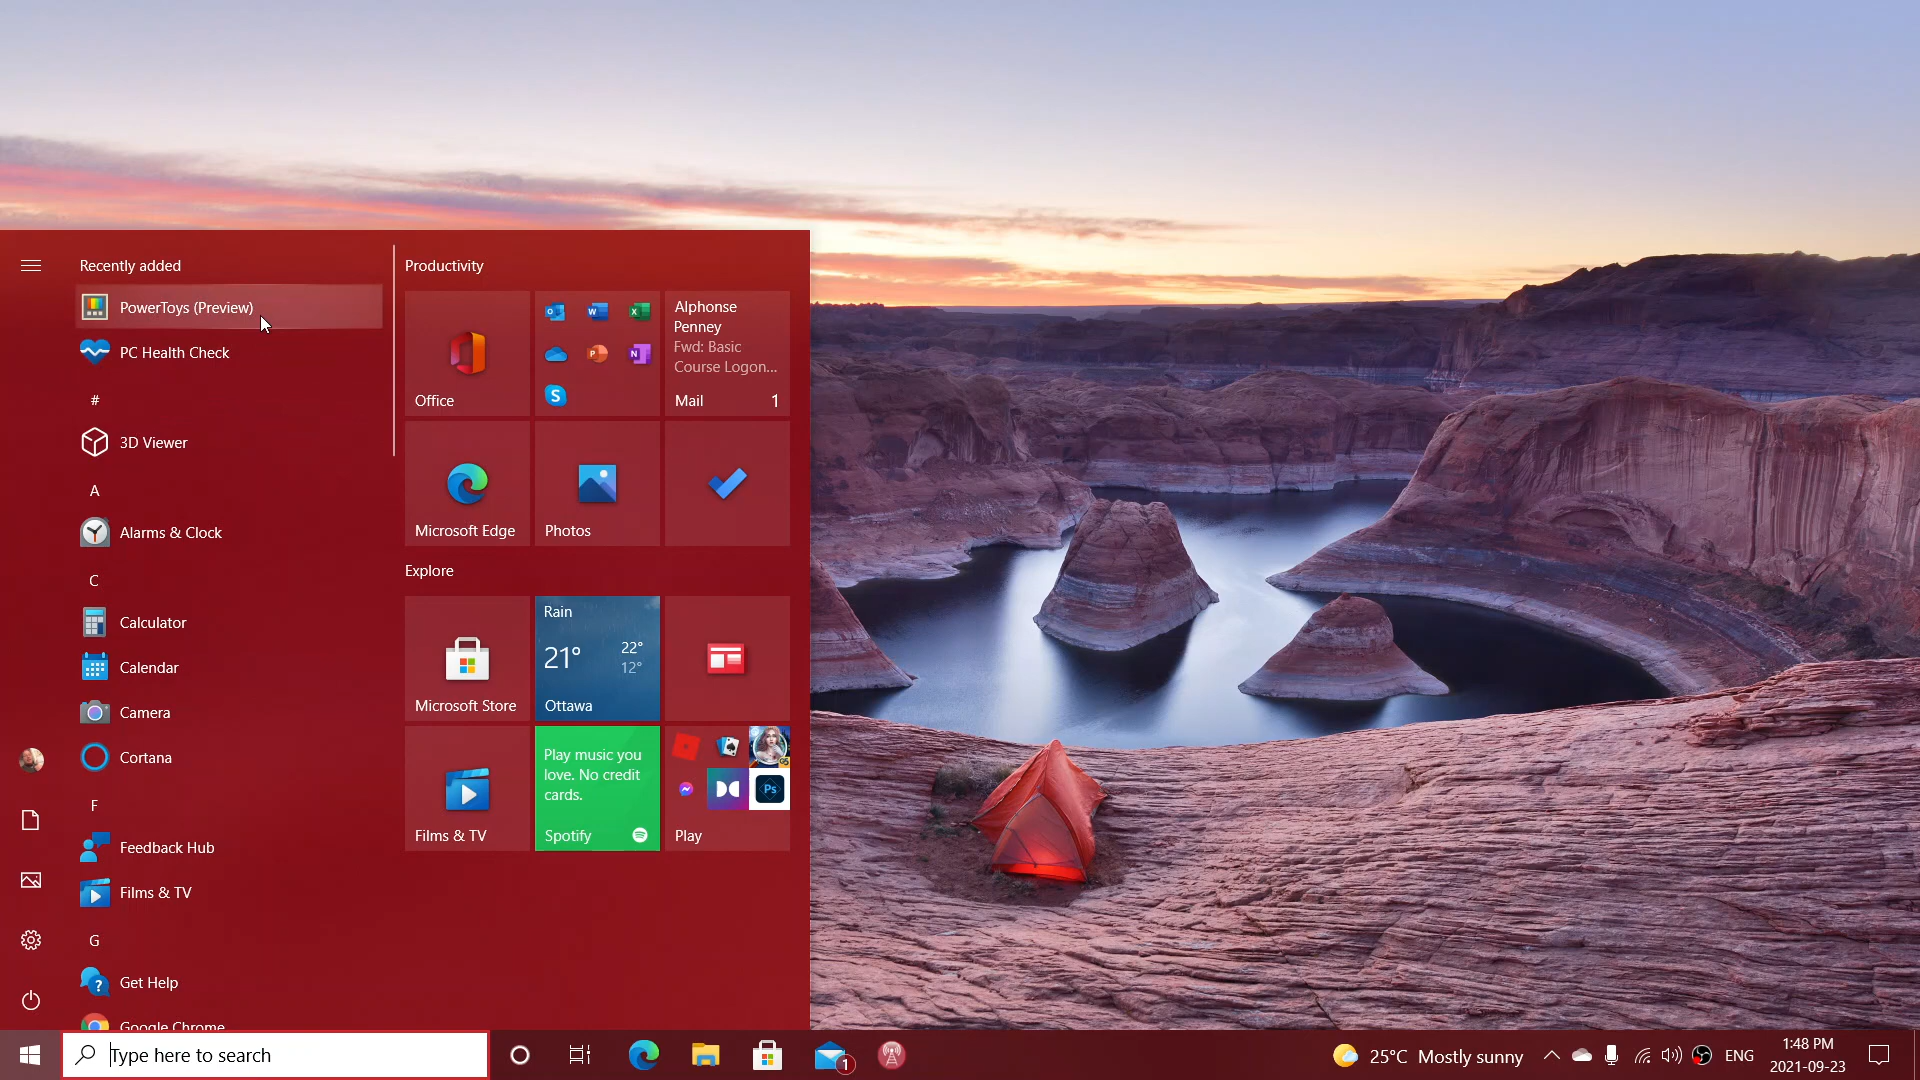 Recently added
PowerToys (Preview)
PC Health Check
#
3D Viewer
A
Alarms & Clock
C
Calculator
Calendar
Camera
Cortana
F
Feedback Hub
Films & TV
G
Get Help
Google Chrome
Productivity
Office
Alphonse
Penney
Fwd: Basic
Course Logon...
Mail 1
Microsoft Edge
Photos
Explore
Microsoft Store
Rain
21° 22°
12°
Ottawa
Films & TV
Play music you
love. No credit
cards.
Spotify
Ps
Play
Type here to search
1
25°C Mostly sunny
ENG
1:48 PM
2021-09-23